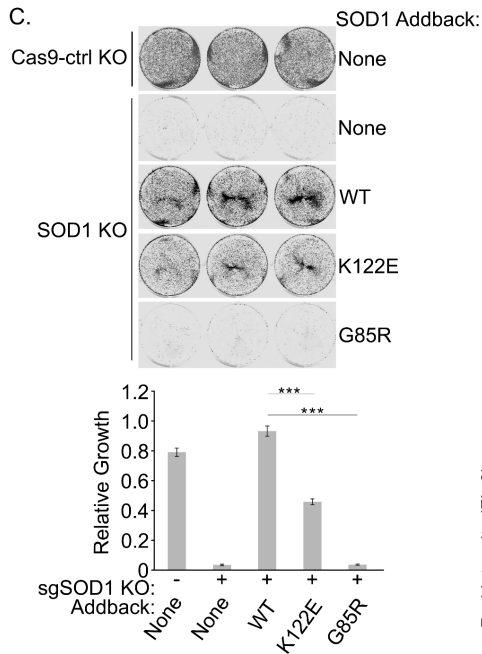 C.
SOD1 Addback:
Cas9-ctrl KO
None
None
SOD1 KO
WT
K122E
G85R
Relative Growth
1.2
1.0
0.8
0.6
0.4
0.2
0
***
***
sgSOD1 KO: - + + + +
Addback: None None WT K122E G85R